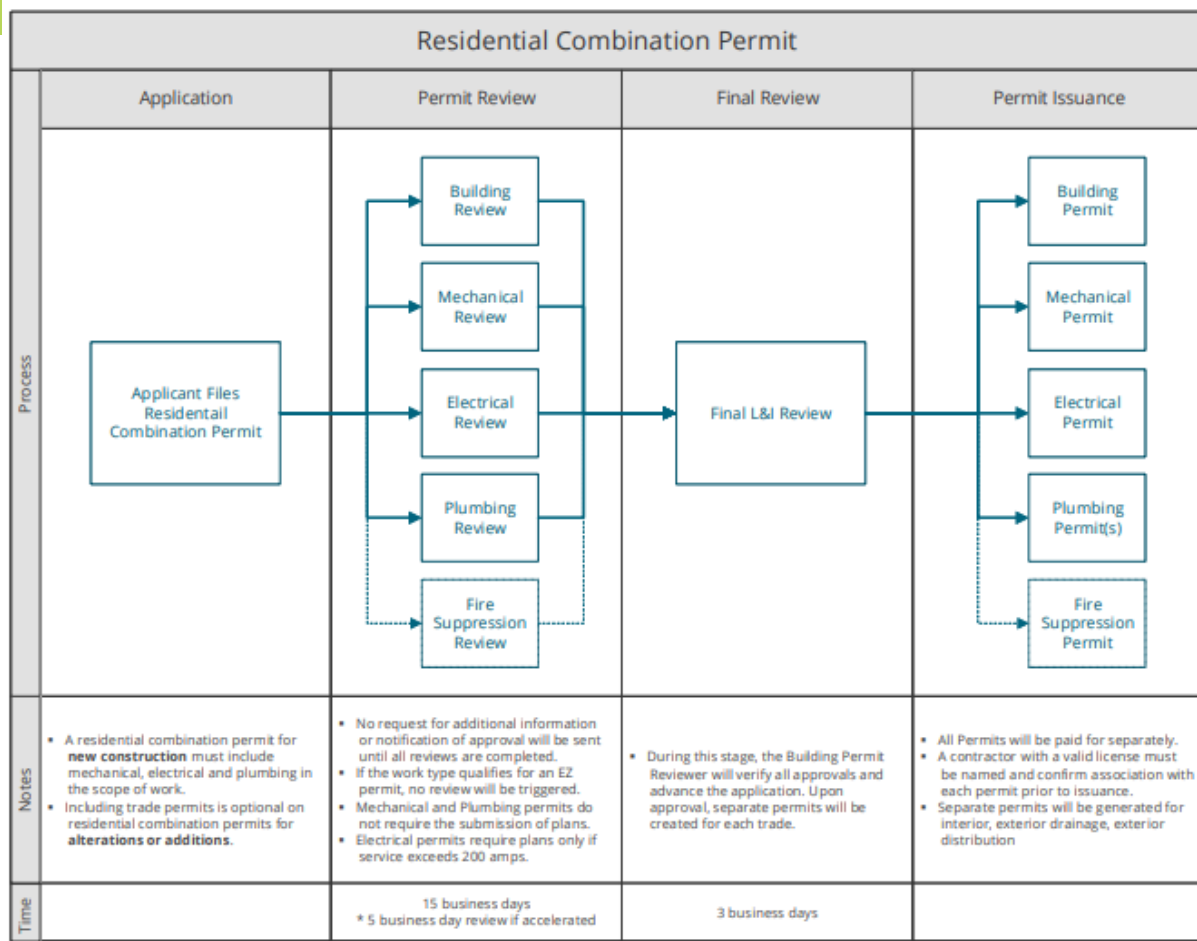 Residential Combination Permit
Application
Permit Review
Final Review
Permit Issuance
Process
Applicant Files
Residentail
Combination Permit
Building
Review
Mechanical
Review
Electrical
Review
Plumbing
Review
Fire
Suppression
Review
Final L&I Review
Building
Permit
Mechanical
Permit
Electrical
Permit
Plumbing
Permit(s)
Fire
Suppression
Permit
Notes
▪ A residential combination permit for
new construction must include
mechanical, electrical and plumbing in
the scope of work.
▪ Including trade permits is optional on
residential combination permits for
alterations or additions.
▪ No request for additional information
or notification of approval will be sent
until all reviews are completed.
▪ If the work type qualifies for an EZ
permit, no review will be triggered.
▪ Mechanical and Plumbing permits do
not require the submission of plans.
▪ Electrical permits require plans only if
service exceeds 200 amps.
▪ During this stage, the Building Permit
Reviewer will verify all approvals and
advance the application. Upon
approval, separate permits will be
created for each trade.
▪ All Permits will be paid for separately.
▪ A contractor with a valid license must
be named and confirm association with
each permit prior to issuance.
▪ Separate permits will be generated for
interior, exterior drainage, exterior
distribution
Time
15 business days
* 5 business day review if accelerated
3 business days